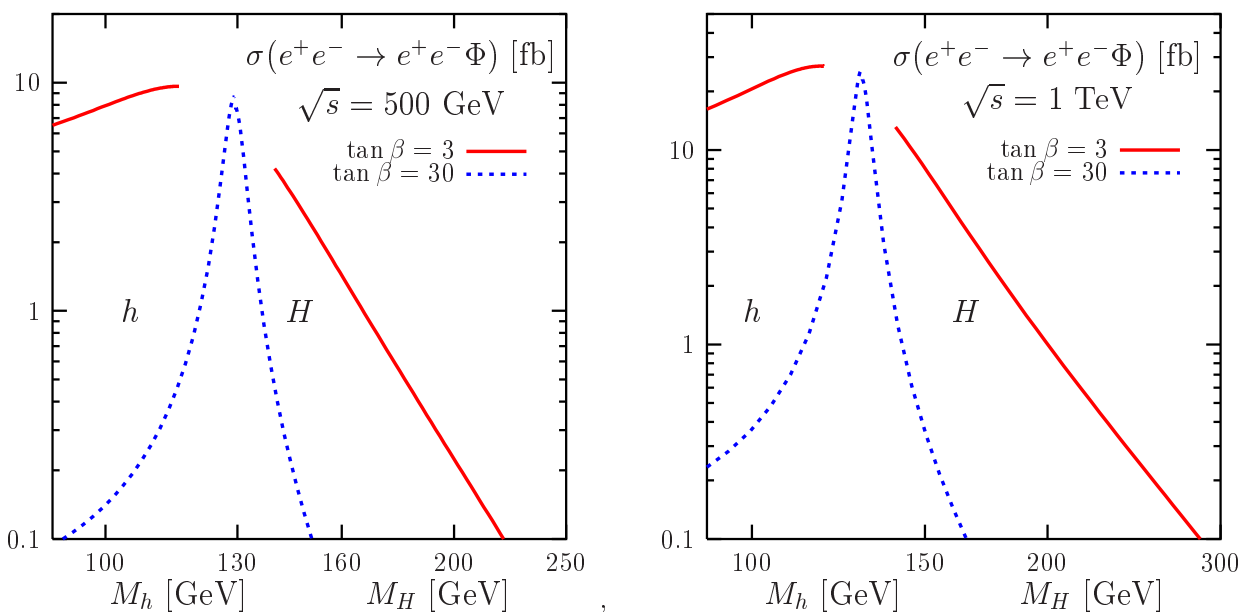 σ(e⁺e⁻ → e⁺e⁻Φ) [fb]
√s = 500 GeV
tan β = 3
tan β = 30
10
1
0.1
h
H
100 130 160 200 250
M_h [GeV] M_H [GeV]
,
σ(e⁺e⁻ → e⁺e⁻Φ) [fb]
√s = 1 TeV
tan β = 3
tan β = 30
10
1
0.1
h
H
100 150 200 300
M_h [GeV] M_H [GeV]